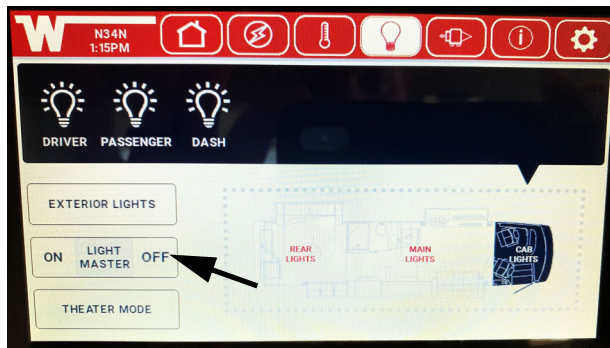 W
N34N
1:15PM
i
DRIVER PASSENGER DASH
EXTERIOR LIGHTS
ON LIGHT MASTER OFF
THEATER MODE
REAR
LIGHTS
MAIN
LIGHTS
CAB
LIGHTS